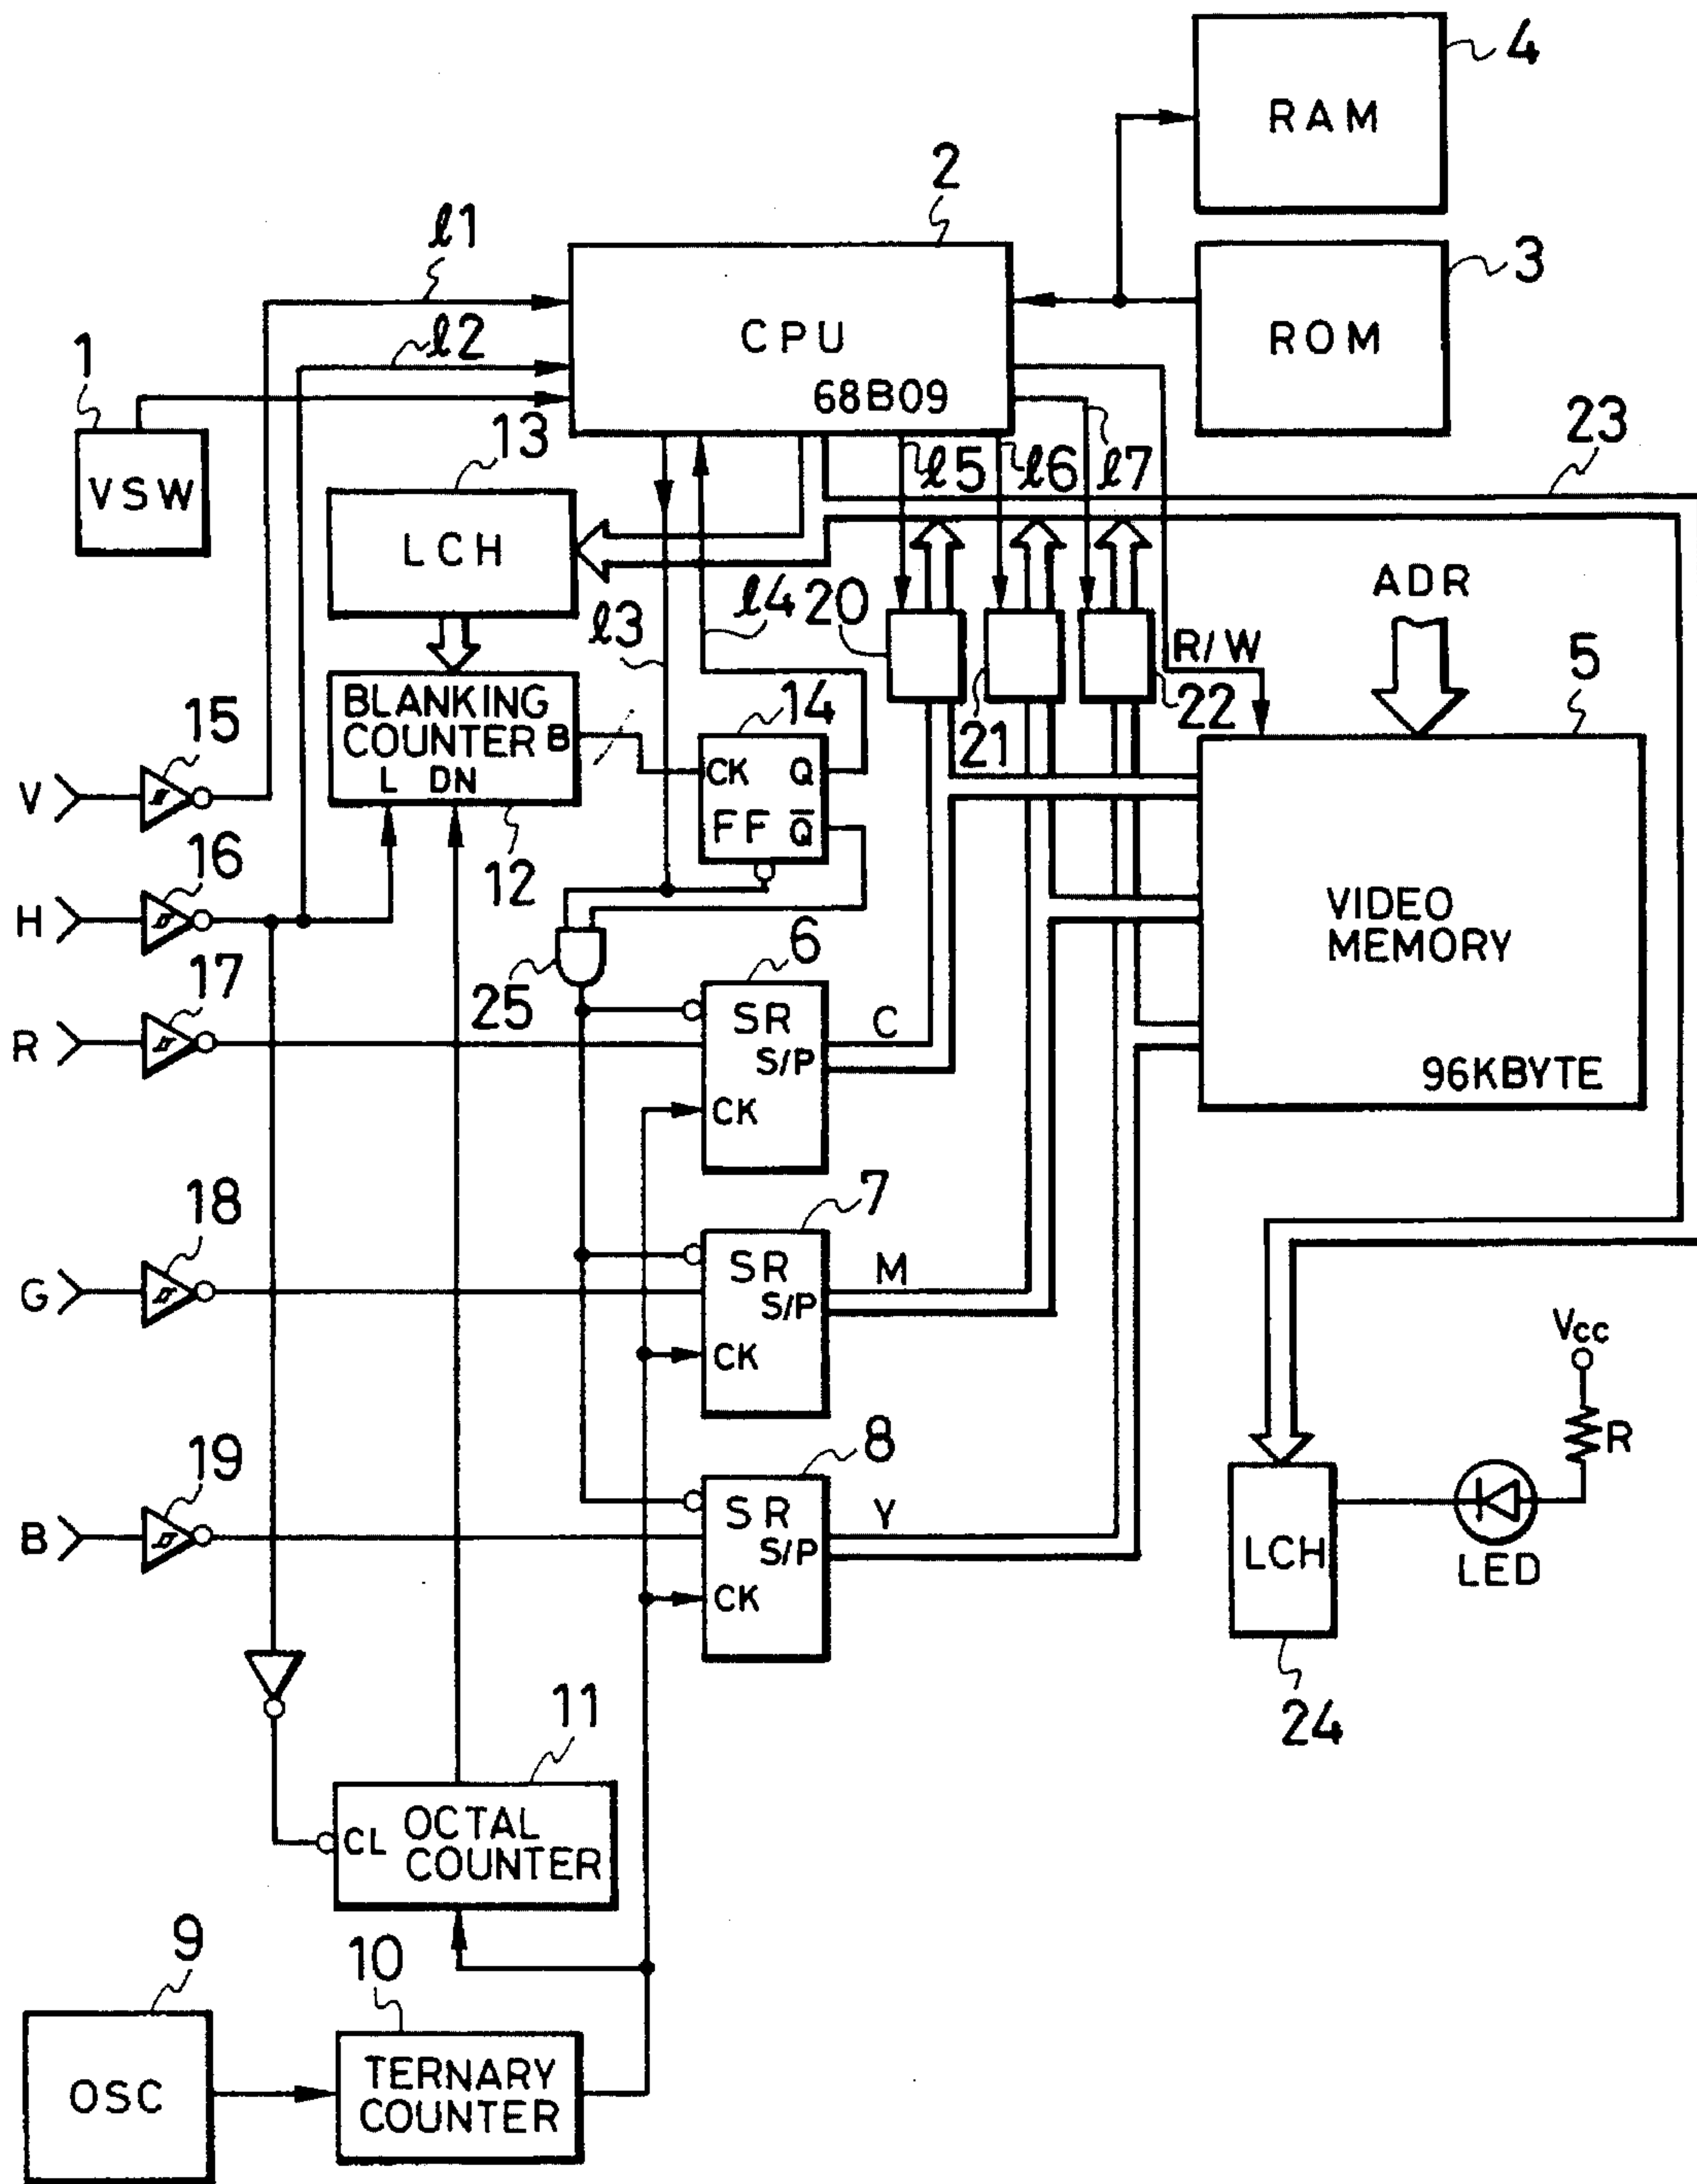 4
RAM
2
3
ROM
ℓ1
CPU
68B09
ℓ2
1
VSW
13
LCH
23
ℓ5
ℓ6
ℓ7
ADR
ℓ3
ℓ4
20
21
22
R/W
5
BLANKING
COUNTER B
L DN
12
14
CK Q
FF Q̅
15
V
16
H
VIDEO
MEMORY
96KBYTE
17
R
25
6
SR
S/P
CK
C
18
G
7
SR
S/P
CK
M
Vcc
R
19
B
8
SR
S/P
CK
Y
LCH
LED
24
11
CL OCTAL
COUNTER
9
OSC
10
TERNARY
COUNTER